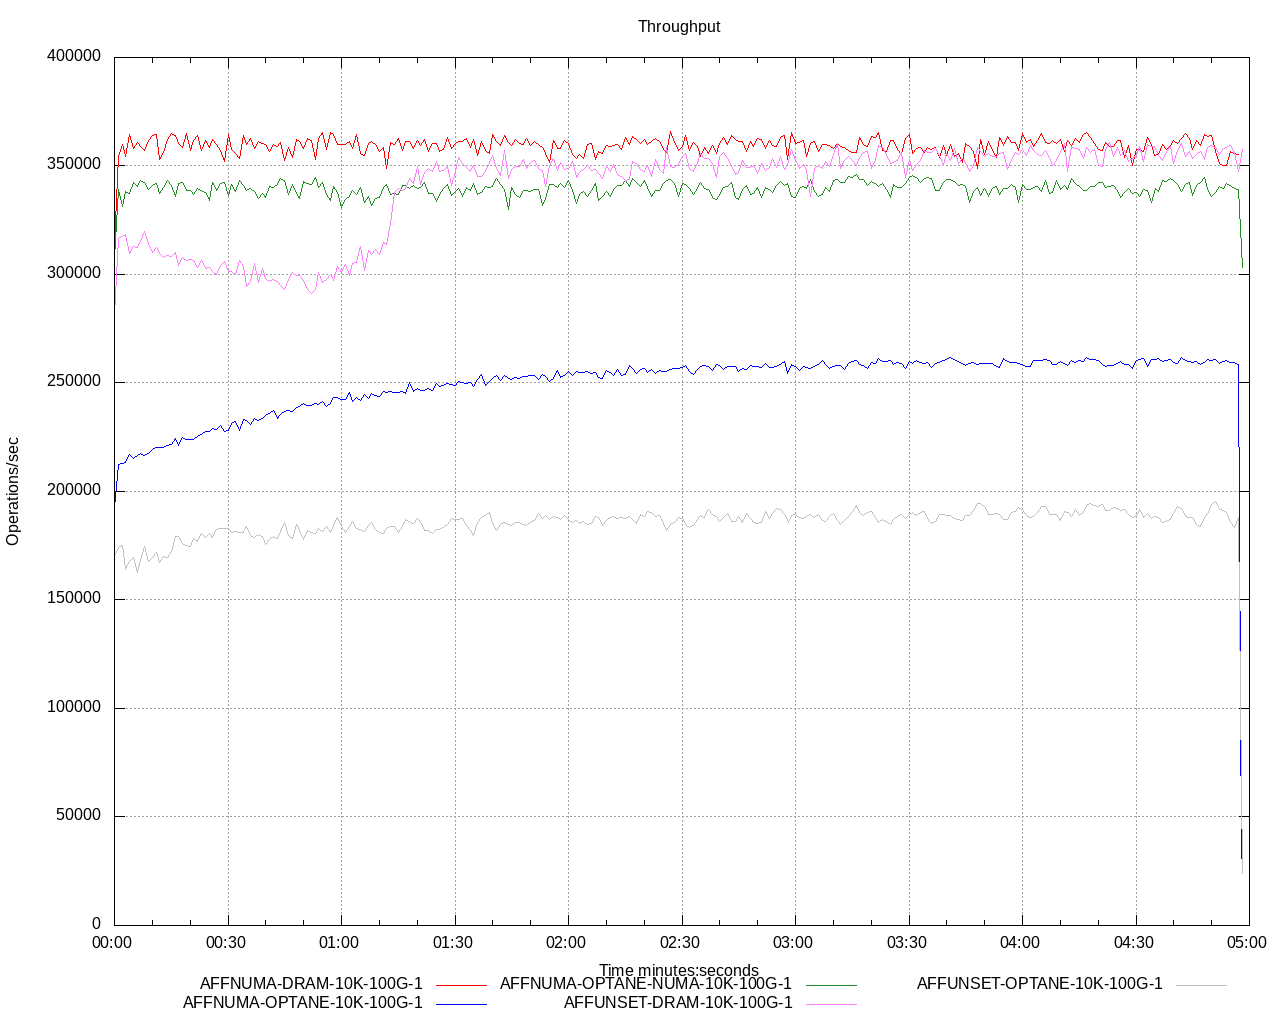 Throughput
400000
350000
300000
250000
200000
150000
100000
50000
0
Operations/sec
00:00 00:30 01:00 01:30 02:00 02:30 03:00 03:30 04:00 04:30 05:00
Time minutes:seconds
AFFNUMA-DRAM-10K-100G-1 AFFNUMA-OPTANE-NUMA-10K-100G-1 AFFUNSET-OPTANE-10K-100G-1
AFFNUMA-OPTANE-10K-100G-1 AFFUNSET-DRAM-10K-100G-1